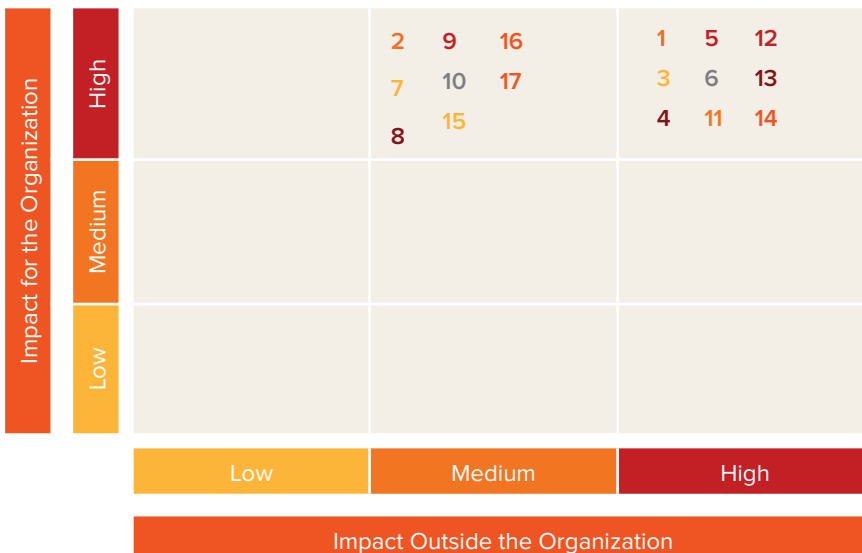 Impact for the Organization
High
Medium
Low
2 9 16
7 10 17
8 15
1 5 12
3 6 13
4 11 14
Low Medium High
Impact Outside the Organization